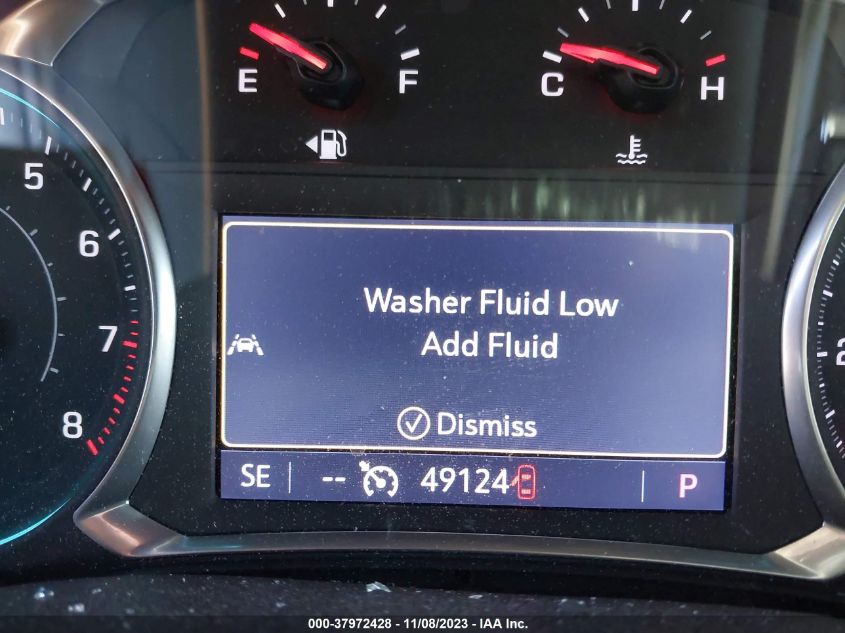 E F
C H
5
6
7
8
Washer Fluid Low
Add Fluid
Dismiss
SE -- 49124 P
2
000-37972428 - 11/08/2023 - IAA Inc.